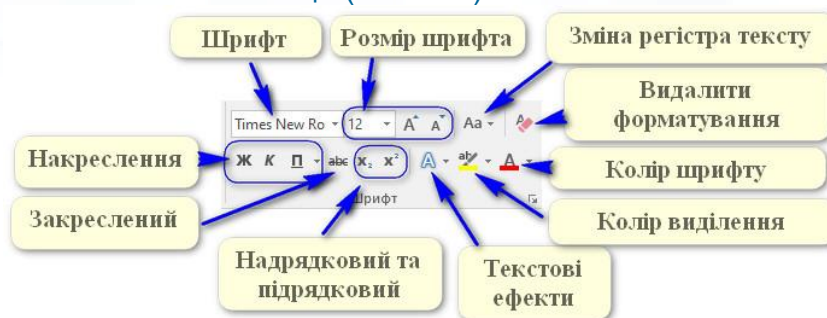 Шрифт
Розмір шрифта
Зміна регістра тексту
Видалити
форматування
Times New Ro 12 А А Aa
Накреслення
Ж К П abc x₂ x² A ab A
Колір шрифту
Закреслений
Шрифт
Колір виділення
Надрядковий та
підрядковий
Текстові
ефекти